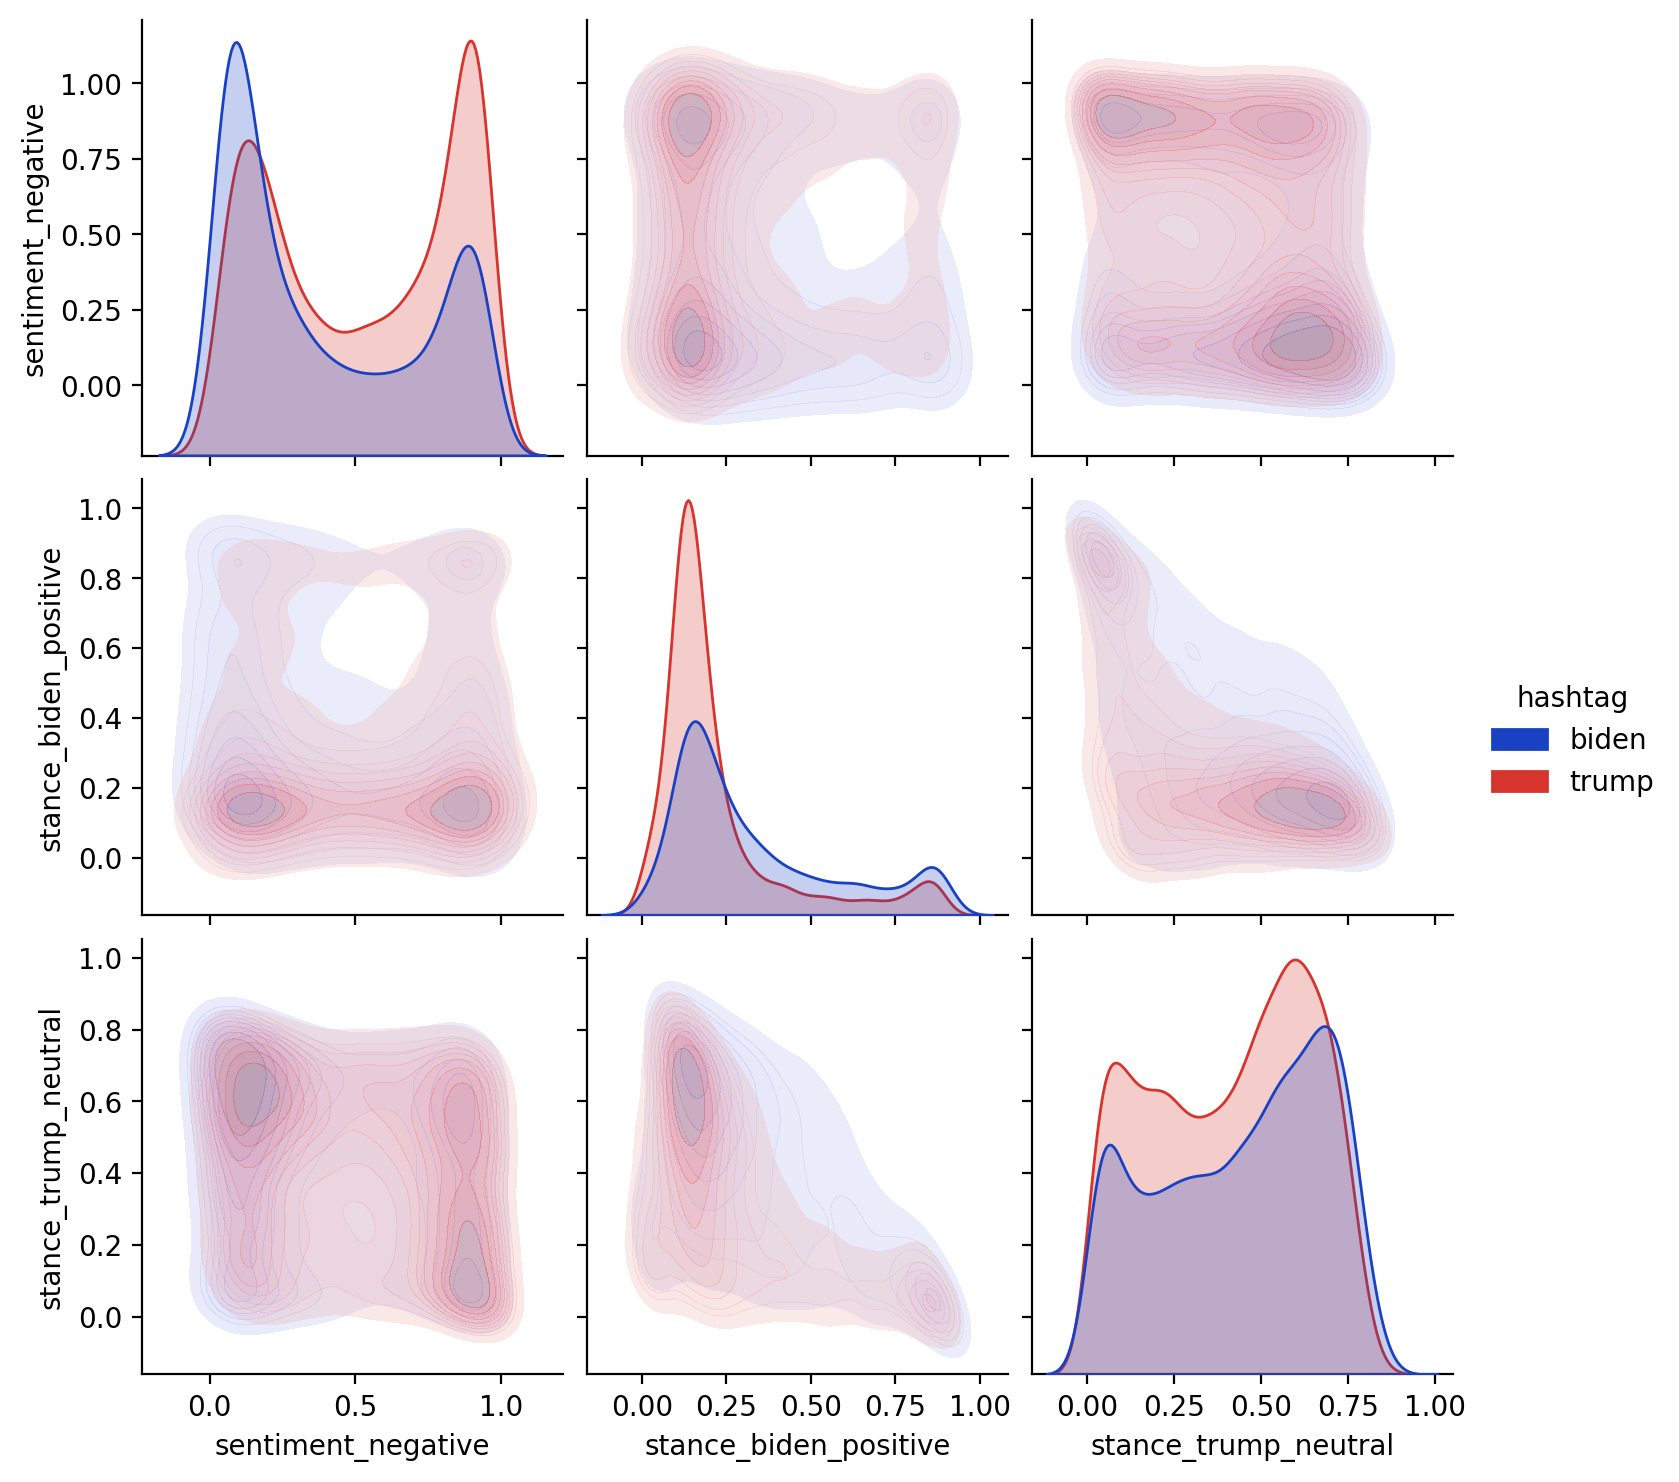 sentiment_negative
1.00
0.75
0.50
0.25
0.00
stance_biden_positive
1.0
0.8
0.6
0.4
0.2
0.0
hashtag
biden
trump
stance_trump_neutral
1.0
0.8
0.6
0.4
0.2
0.0
0.0 0.5 1.0
0.00 0.25 0.50 0.75 1.00
0.00 0.25 0.50 0.75 1.00
sentiment_negative
stance_biden_positive
stance_trump_neutral